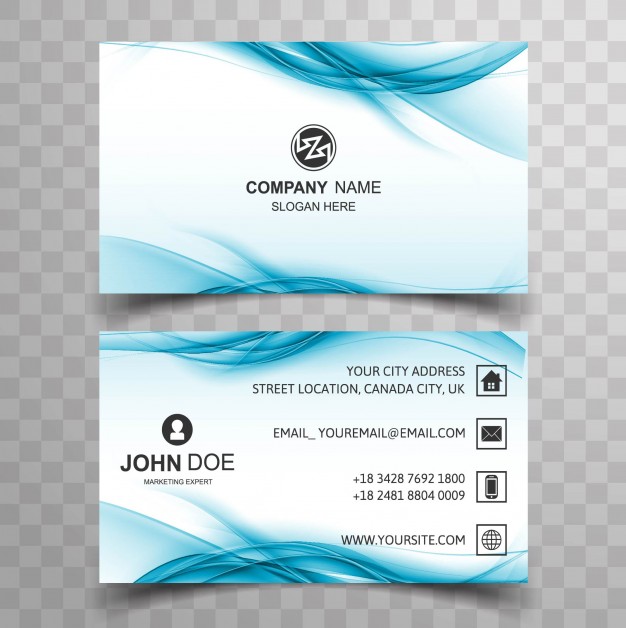 COMPANY NAME
SLOGAN HERE
YOUR CITY ADDRESS
STREET LOCATION, CANADA CITY, UK
EMAIL_ YOUREMAIL@EMAIL.COM
JOHN DOE
MARKETING EXPERT
+18 3428 7692 1800
+18 2481 8804 0009
WWW.YOURSITE.COM